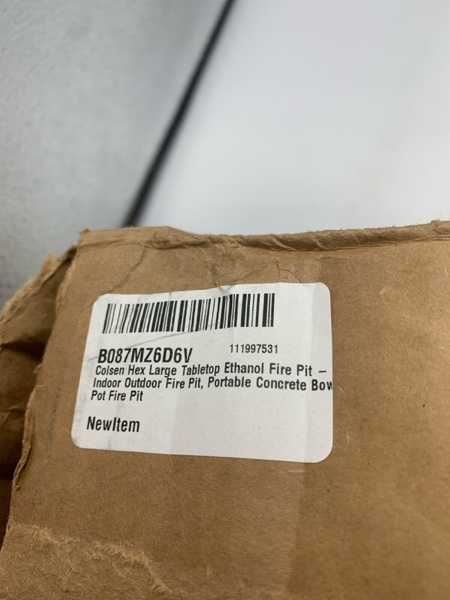 B087MZ6D6V 111997531
Colsen Hex Large Tabletop Ethanol Fire Pit –
Indoor Outdoor Fire Pit, Portable Concrete Bow
Pot Fire Pit
NewItem